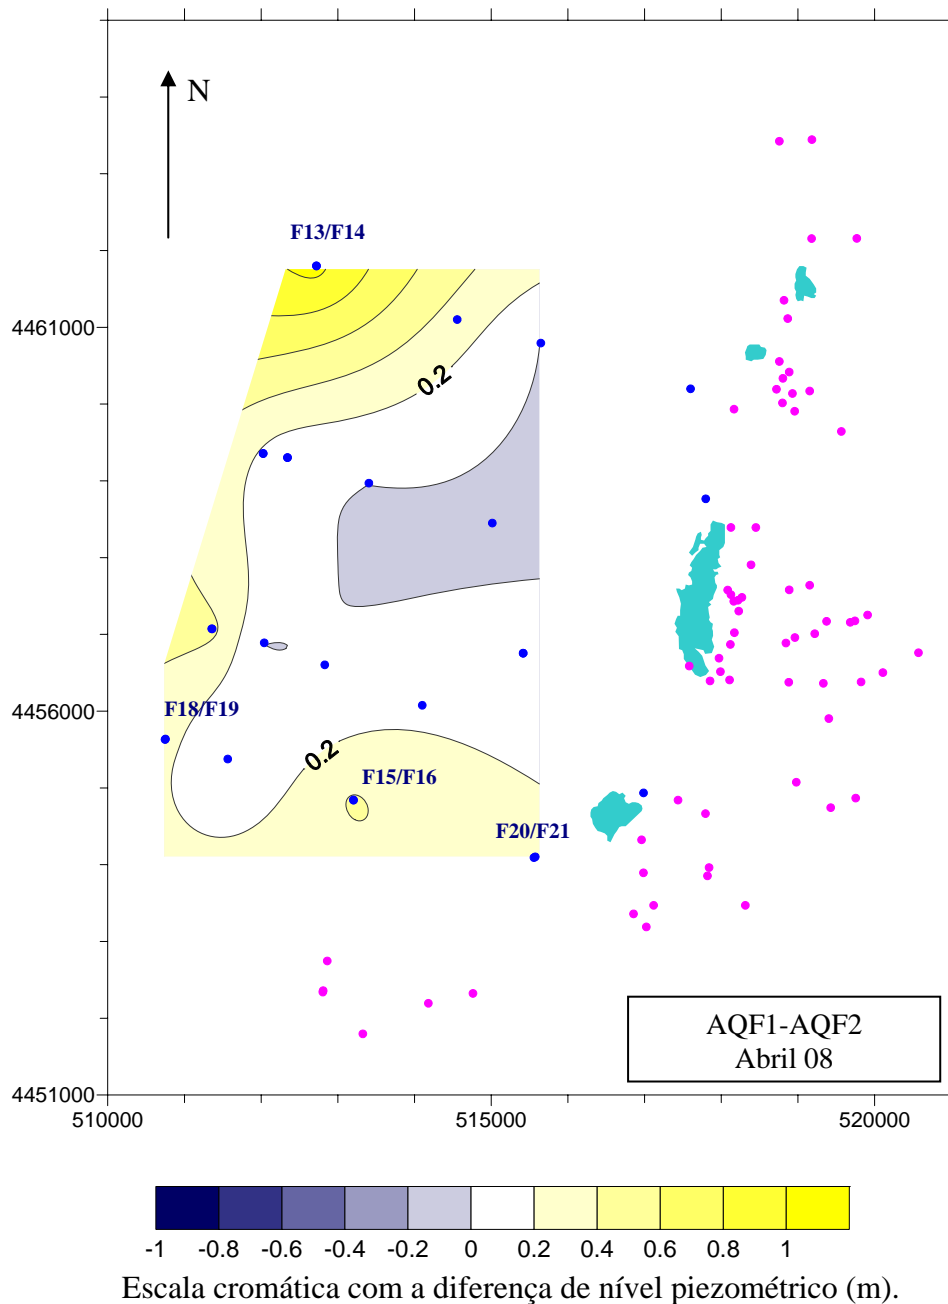 N
F13/F14
4461000
0.2
F18/F19
4456000
0.2
F15/F16
F20/F21
AQF1-AQF2
Abril 08
4451000
510000 515000 520000
-1 -0.8 -0.6 -0.4 -0.2 0 0.2 0.4 0.6 0.8 1
Escala cromática com a diferença de nível piezométrico (m).